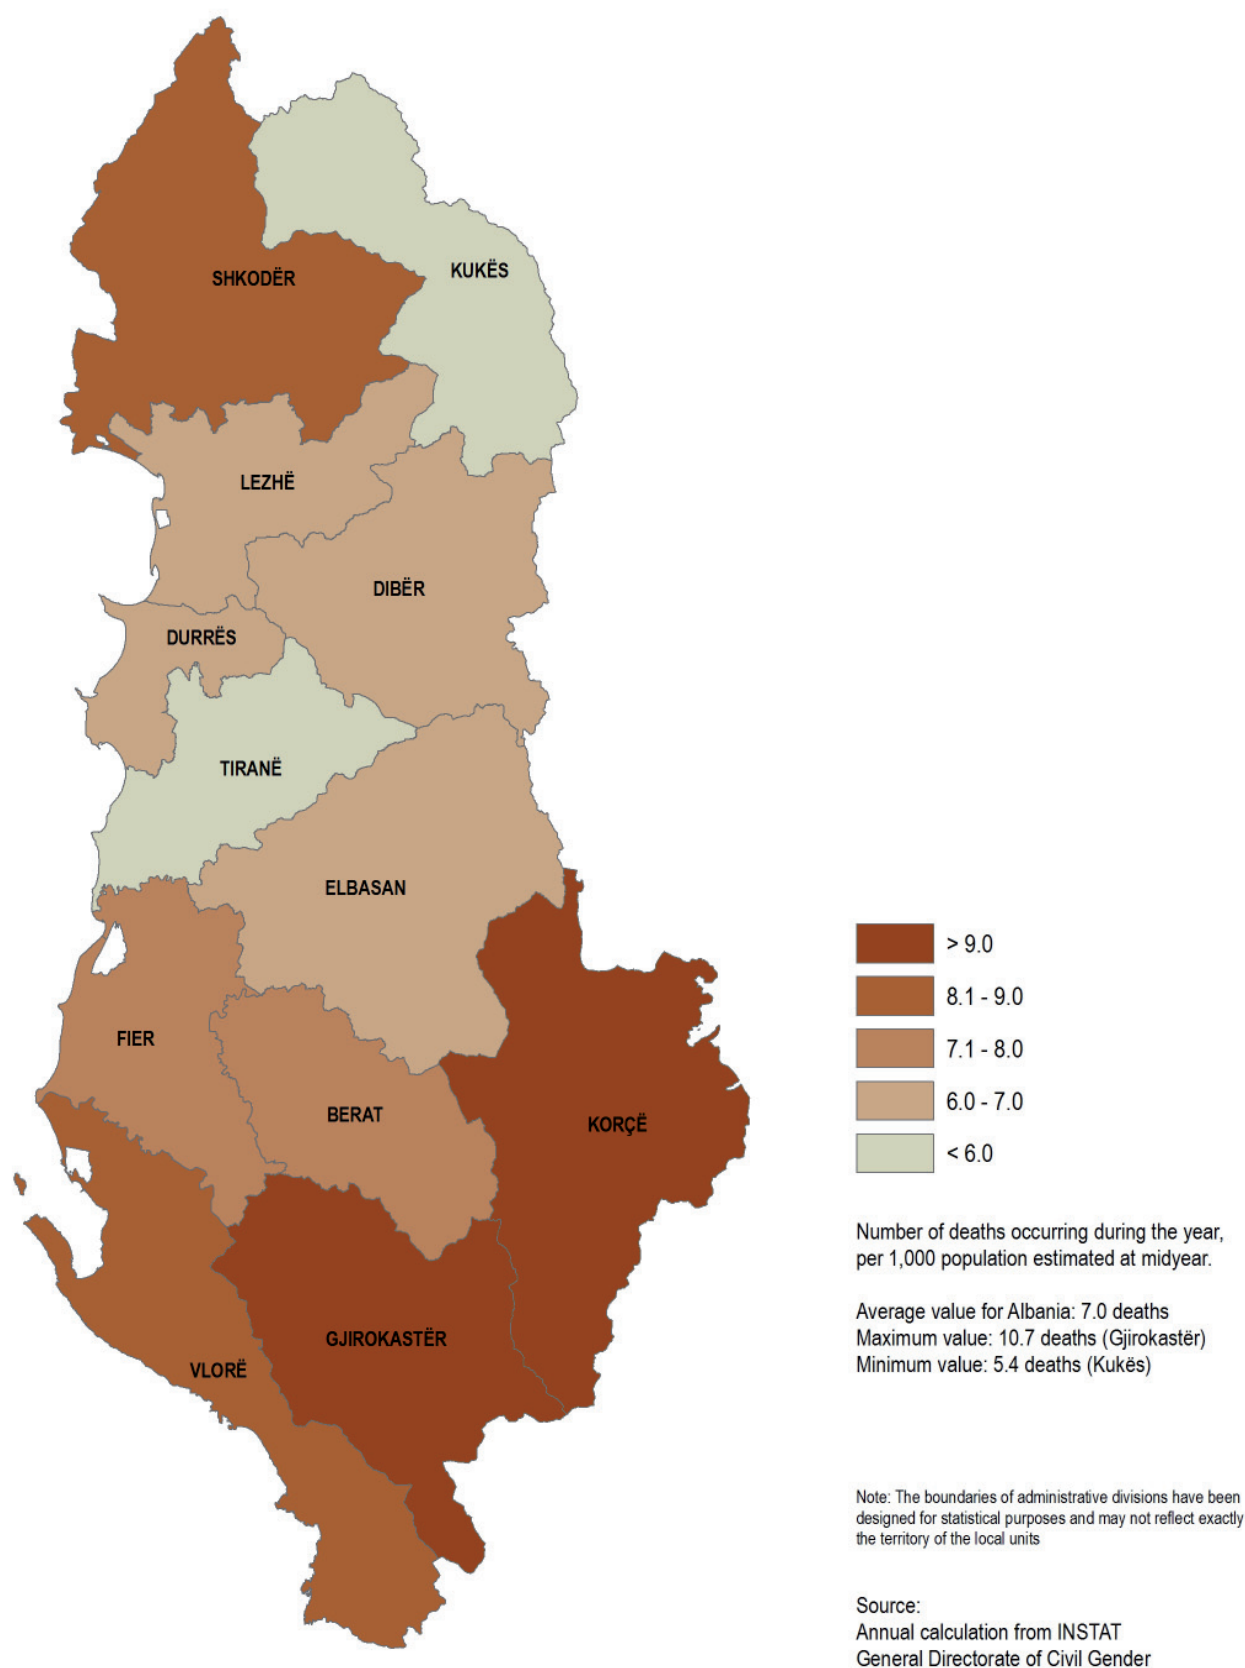 SHKODËR
KUKËS
LEZHË
DIBËR
DURRËS
TIRANË
ELBASAN
FIER
BERAT
KORÇË
GJIROKASTËR
VLORË
> 9.0
8.1 - 9.0
7.1 - 8.0
6.0 - 7.0
< 6.0
Number of deaths occurring during the year,
per 1,000 population estimated at midyear.
Average value for Albania: 7.0 deaths
Maximum value: 10.7 deaths (Gjirokastër)
Minimum value: 5.4 deaths (Kukës)
Note: The boundaries of administrative divisions have been
designed for statistical purposes and may not reflect exactly
the territory of the local units
Source:
Annual calculation from INSTAT
General Directorate of Civil Gender